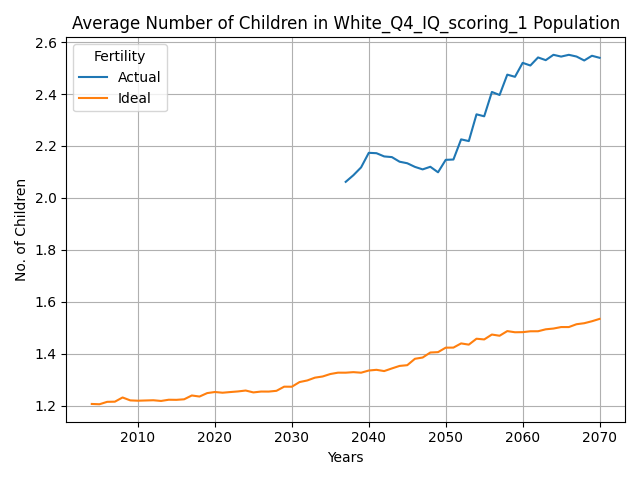 Average Number of Children in White_Q4_IQ_scoring_1 Population
Fertility
Actual
Ideal
No. of Children
2.6
2.4
2.2
2.0
1.8
1.6
1.4
1.2
2010 2020 2030 2040 2050 2060 2070
Years